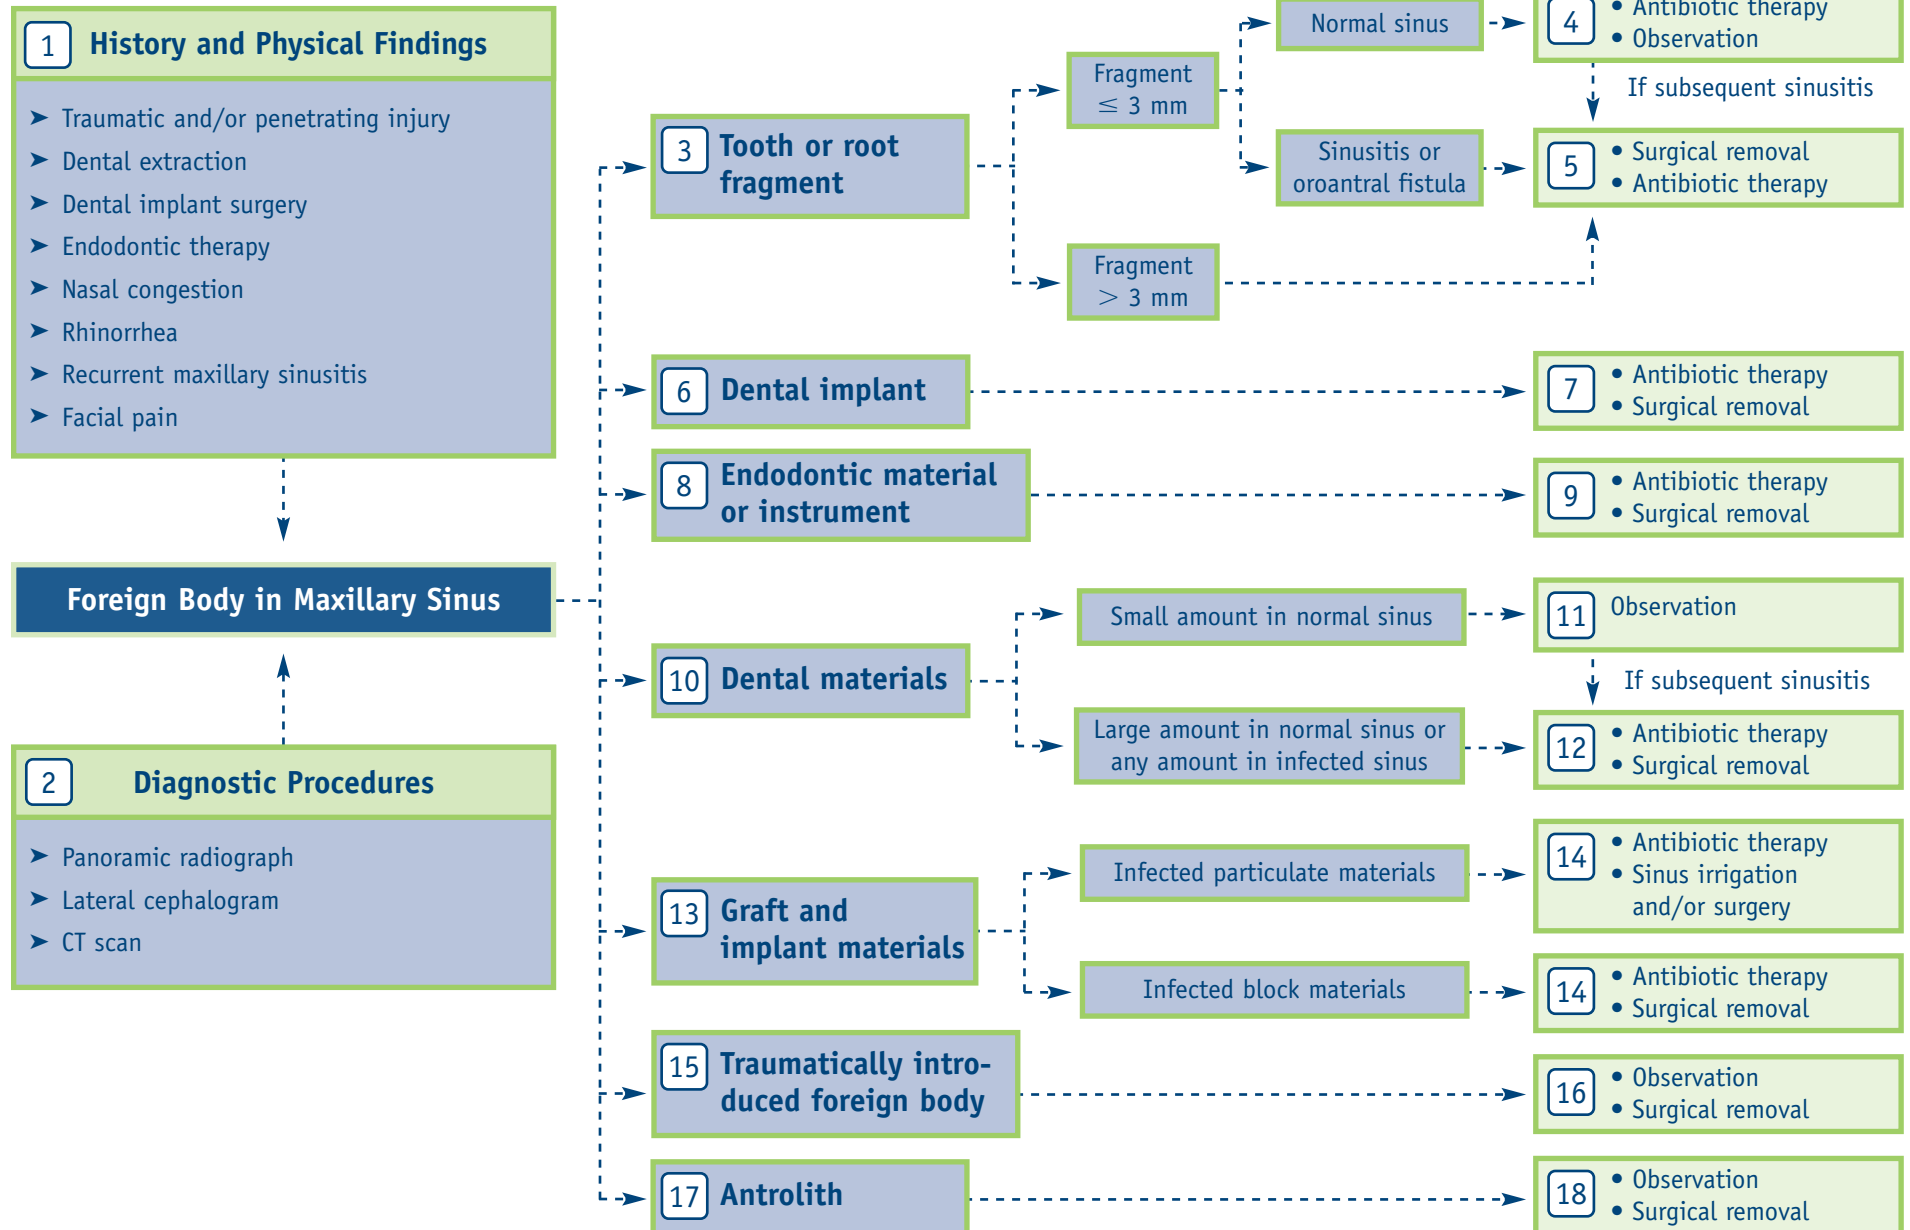 1 History and Physical Findings
➤ Traumatic and/or penetrating injury
➤ Dental extraction
➤ Dental implant surgery
➤ Endodontic therapy
➤ Nasal congestion
➤ Rhinorrhea
➤ Recurrent maxillary sinusitis
➤ Facial pain
Foreign Body in Maxillary Sinus
2 Diagnostic Procedures
➤ Panoramic radiograph
➤ Lateral cephalogram
➤ CT scan
3 Tooth or root
fragment
Fragment
≤ 3 mm
Normal sinus
4 • Antibiotic therapy
• Observation
If subsequent sinusitis
Sinusitis or
oroantral fistula
5 • Surgical removal
• Antibiotic therapy
Fragment
> 3 mm
6 Dental implant
7 • Antibiotic therapy
• Surgical removal
8 Endodontic material
or instrument
9 • Antibiotic therapy
• Surgical removal
10 Dental materials
Small amount in normal sinus
11 Observation
If subsequent sinusitis
Large amount in normal sinus or
any amount in infected sinus
12 • Antibiotic therapy
• Surgical removal
13 Graft and
implant materials
Infected particulate materials
14 • Antibiotic therapy
• Sinus irrigation
and/or surgery
Infected block materials
14 • Antibiotic therapy
• Surgical removal
15 Traumatically intro-
duced foreign body
16 • Observation
• Surgical removal
17 Antrolith
18 • Observation
• Surgical removal